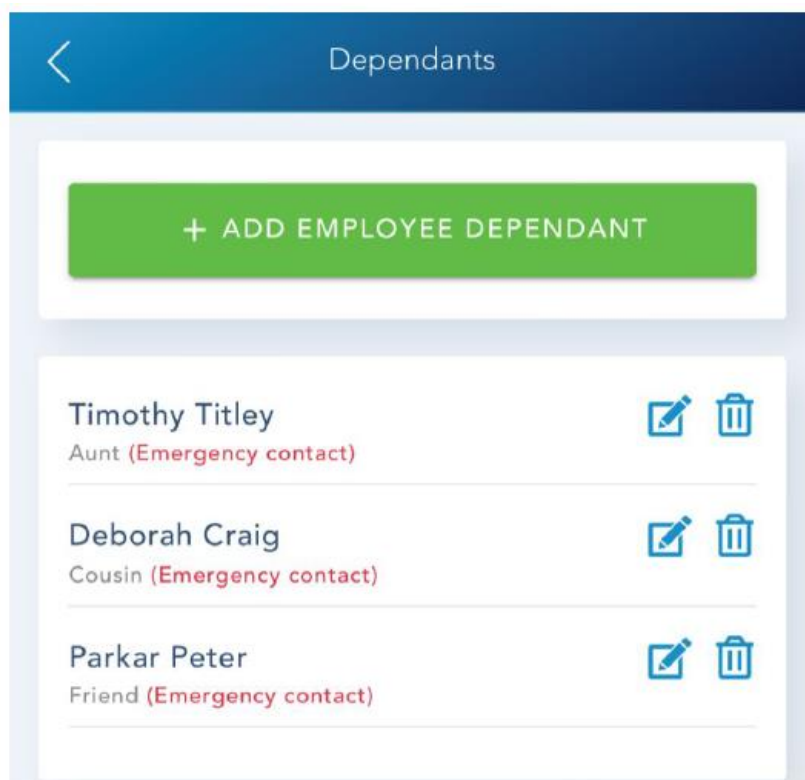 Dependants
+ ADD EMPLOYEE DEPENDANT
Timothy Titley
Aunt (Emergency contact)
Deborah Craig
Cousin (Emergency contact)
Parkar Peter
Friend (Emergency contact)